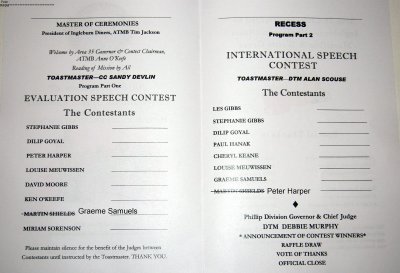 MASTER OF CEREMONIES
President of Ingleburn Diners, ATMB Tim Jackson
Welcome by Area 35 Governor & Contest Chairman,
ATMB Anne O'Keefe
Reading of Mission by All
TOASTMASTER—CC SANDY DEVLIN
Program Part One
EVALUATION SPEECH CONTEST
The Contestants
STEPHANIE GIBBS
DILIP GOYAL
PETER HARPER
LOUISE MEUWISSEN
DAVID MOORE
KEN O'KEEFE
MARTIN SHIELDS Graeme Samuels
MIRIAM SORENSON
Please maintain silence for the benefit of the Judges between
Contestants until instructed by the Toastmaster. THANK YOU.
RECESS
Program Part 2
INTERNATIONAL SPEECH
CONTEST
TOASTMASTER—DTM ALAN SCOUSE
The Contestants
LES GIBBS
STEPHANIE GIBBS
DILIP GOYAL
PAUL HANAK
CHERYL KEANE
LOUISE MEUWISSEN
GRAEME SAMUELS
MARTIN SHIELDS Peter Harper
Phillip Division Governor & Chief Judge
DTM DEBBIE MURPHY
* ANNOUNCEMENT OF CONTEST WINNERS*
RAFFLE DRAW
VOTE OF THANKS
OFFICIAL CLOSE